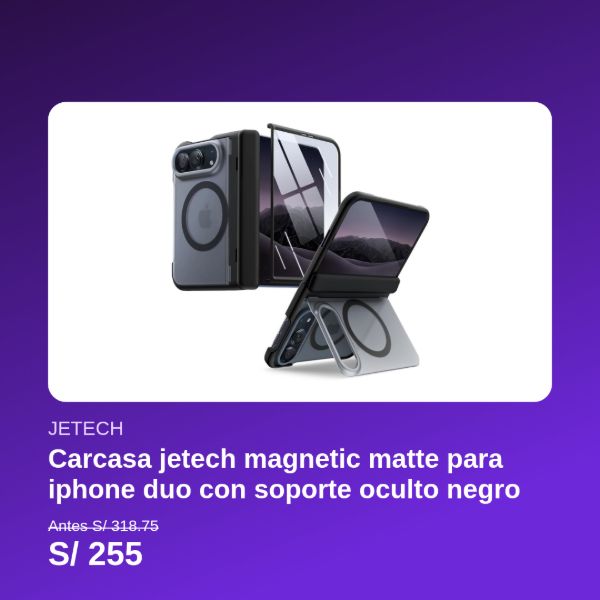 JETECH
Carcasa jetech magnetic matte para
iphone duo con soporte oculto negro
Antes S/ 318.75
S/ 255